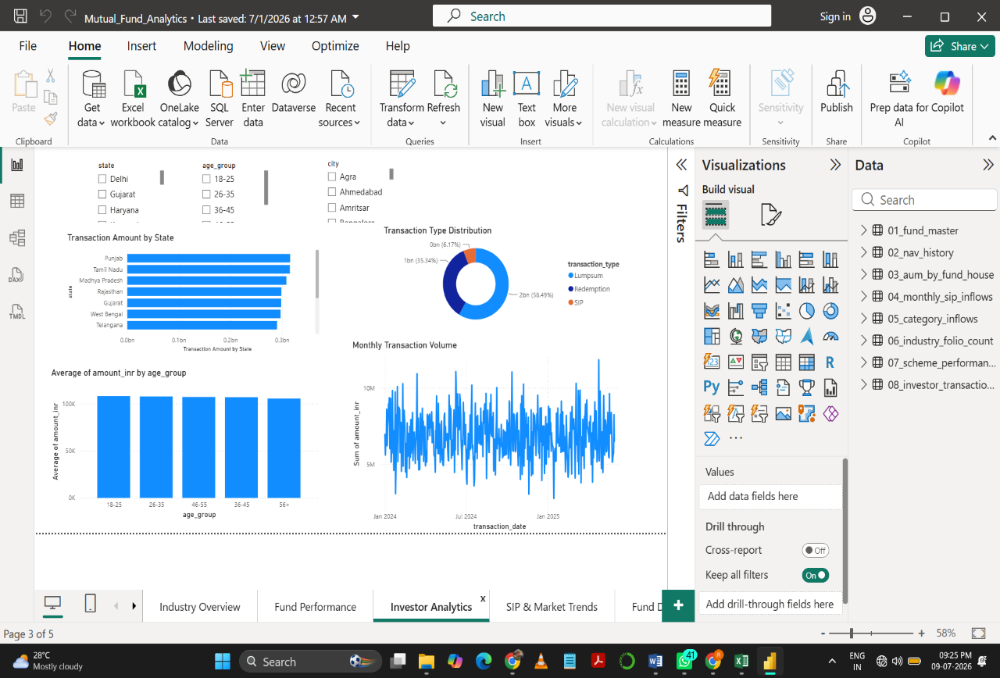 Mutual_Fund_Analytics • Last saved: 7/1/2026 at 12:57 AM
Search
Sign in
File
Home
Insert
Modeling
View
Optimize
Help
Share
Paste
Get data
Excel workbook
OneLake catalog
SQL Server
Enter data
Dataverse
Recent sources
Transform data
Refresh
New visual
Text box
More visuals
New visual calculation
New measure
Quick measure
Sensitivity
Publish
Prep data for AI
Copilot
Clipboard
Data
Queries
Insert
Calculations
Sensitivity
Share
Copilot
state
Delhi
Gujarat
Haryana
age_group
18-25
26-35
36-45
city
Agra
Ahmedabad
Amritsar
Bangalore
Transaction Amount by State
state
Punjab
Tamil Nadu
Madhya Pradesh
Rajasthan
Gujarat
West Bengal
Telangana
0.0bn
0.1bn
0.2bn
0.3bn
Transaction Amount by State
Transaction Type Distribution
0bn (6.17%)
1bn (35.34%)
2bn (58.49%)
transaction_type
Lumpsum
Redemption
SIP
Average of amount_inr by age_group
Average of amount_inr
100K
50K
0K
18-25
26-35
46-55
36-45
56+
age_group
Monthly Transaction Volume
Sum of amount_inr
10M
5M
Jan 2024
Jul 2024
Jan 2025
transaction_date
Filters
Visualizations
Build visual
123
R
Py
Values
Add data fields here
Drill through
Cross-report
Off
Keep all filters
On
Add drill-through fields here
Data
Search
01_fund_master
02_nav_history
03_aum_by_fund_house
04_monthly_sip_inflows
05_category_inflows
06_industry_folio_count
07_scheme_performan...
08_investor_transactio...
DAX
TMDL
Industry Overview
Fund Performance
Investor Analytics
x
SIP & Market Trends
Fund D
+
Page 3 of 5
- + 58%
28°C
Mostly cloudy
Search
41
ENG
IN
09:25 PM
09-07-2026